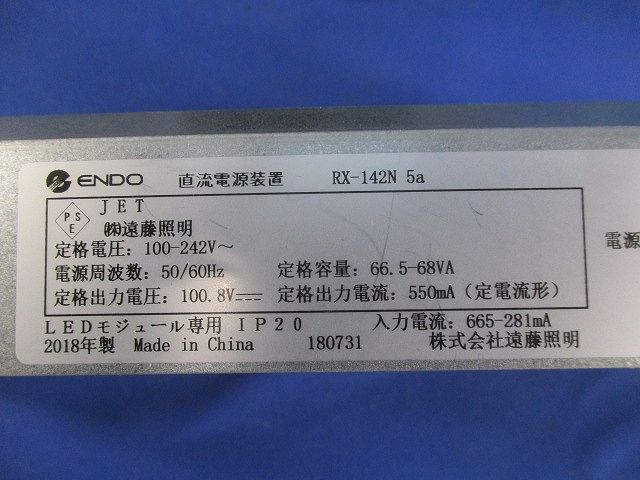 ENDO 直流電源装置 RX-142N 5a
PSE JET
㈱遠藤照明
定格電圧：100-242V～
電源周波数：50/60Hz 定格容量：66.5-68VA
定格出力電圧：100.8V⎓ 定格出力電流：550mA（定電流形）
LEDモジュール専用 IP20 入力電流：665-281mA
2018年製 Made in China 180731 株式会社遠藤照明
電源